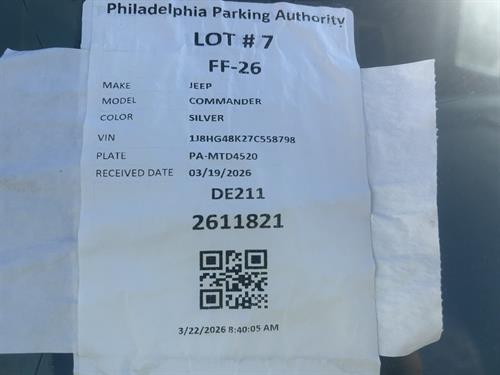 Philadelphia Parking Authority
LOT # 7
FF-26
MAKE JEEP
MODEL COMMANDER
COLOR SILVER
VIN 1J8HG48K27C558798
PLATE PA-MTD4520
RECEIVED DATE 03/19/2026
DE211
2611821
3/22/2026 8:40:05 AM